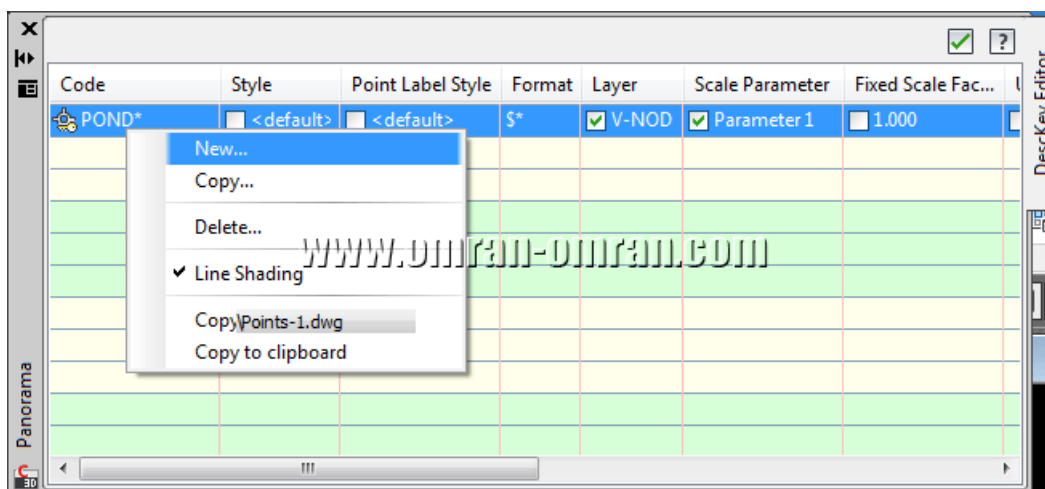 Code Style Point Label Style Format Layer Scale Parameter Fixed Scale Fac...
POND* <default> <default> $* V-NOD Parameter 1 1.000
New...
Copy...
Delete...
Line Shading
Copy\Points-1.dwg
Copy to clipboard
www.omran-omran.com
Panorama
DescKey Editor
C
3D
?